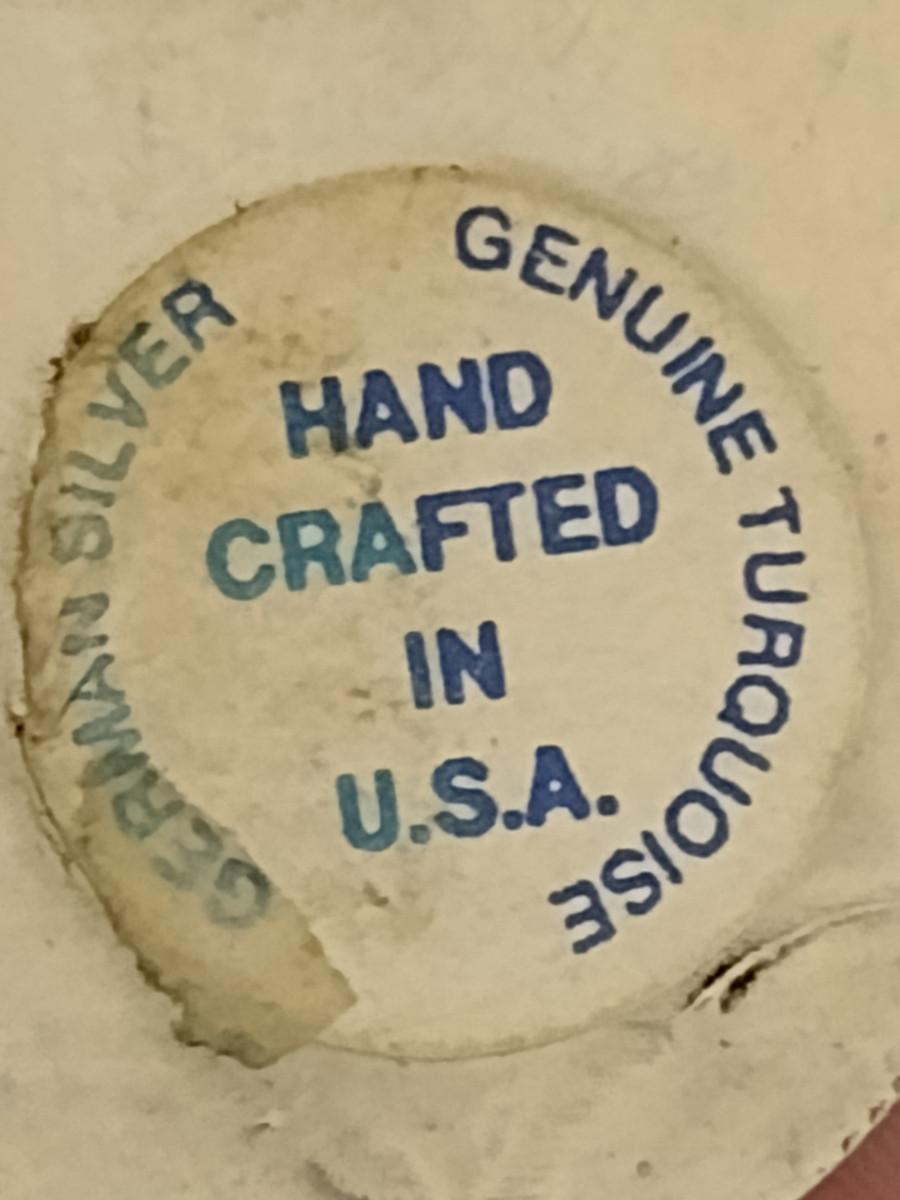 GERMAN SILVER
GENUINE TURQUOISE
HAND
CRAFTED
IN
U.S.A.